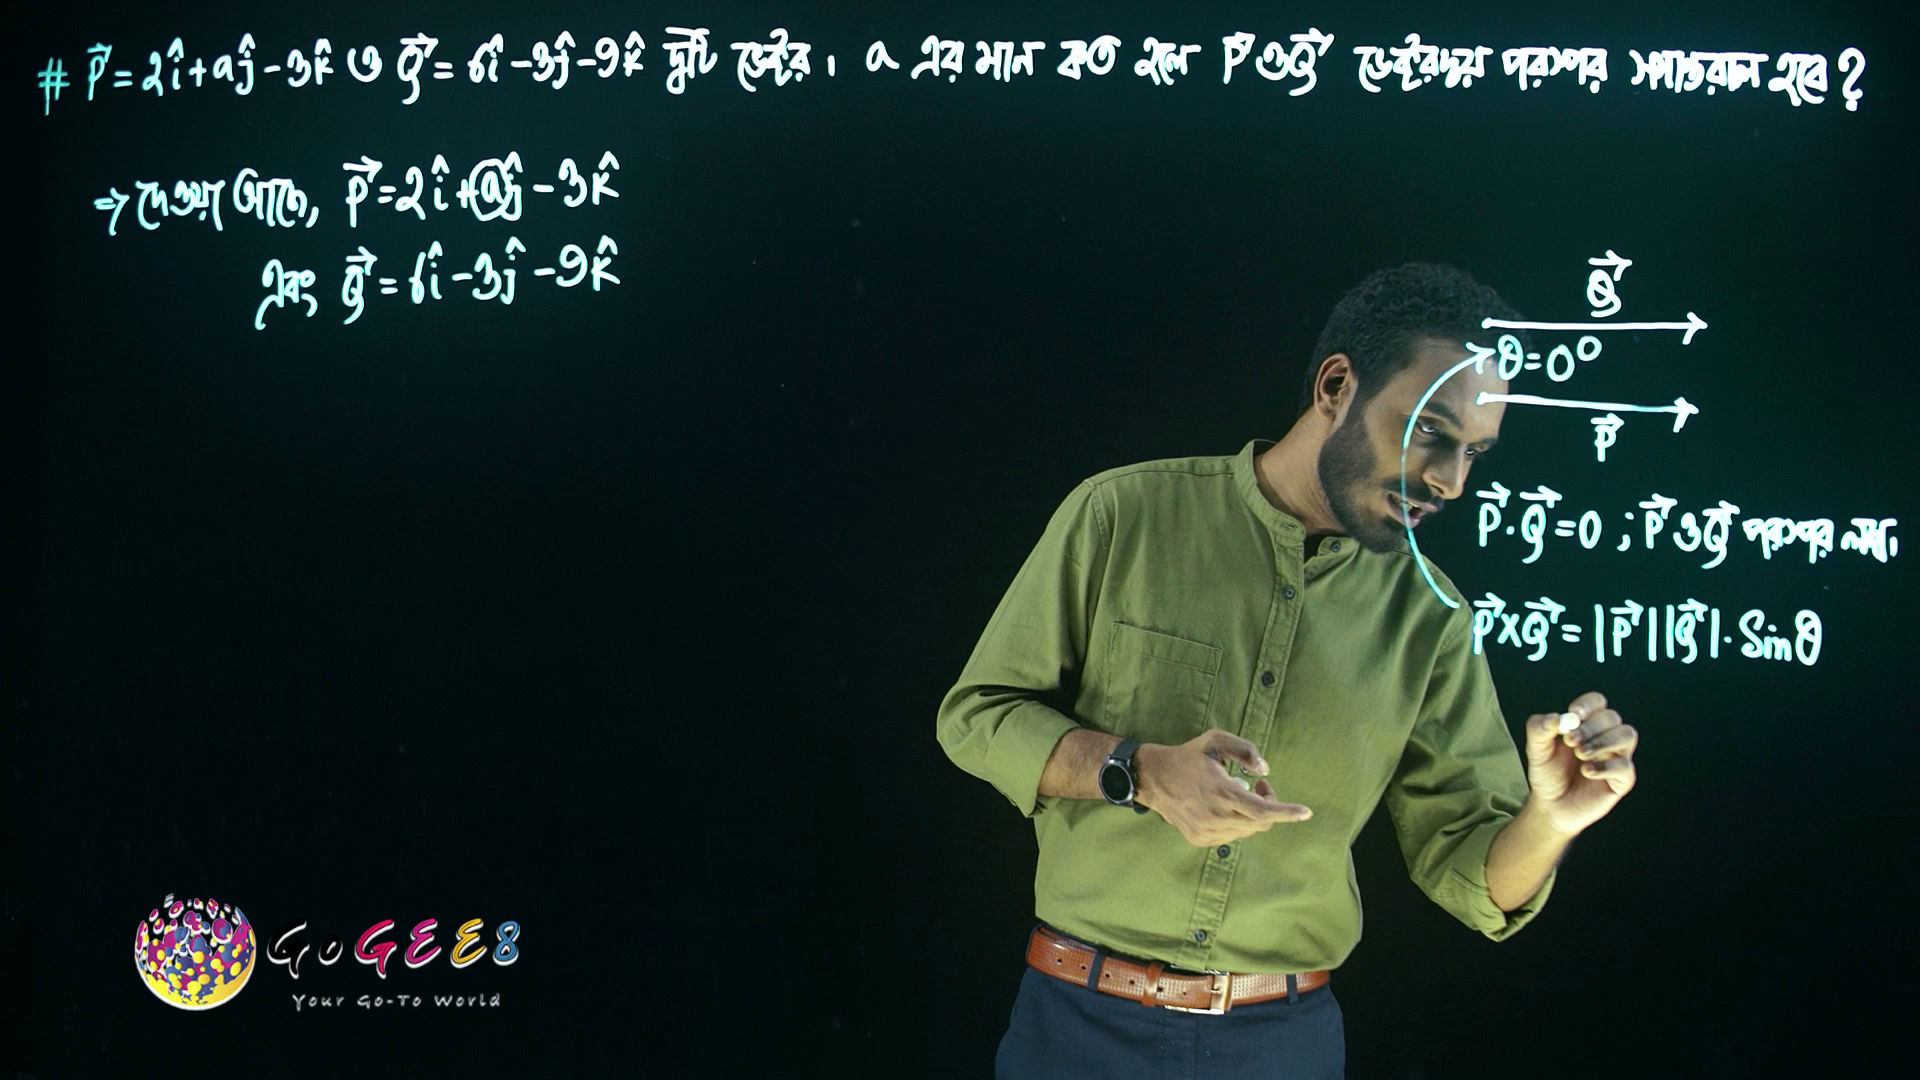 # P⃗ = 2î + aĵ - 3k̂ ও Q⃗ = 6î - 3ĵ - 9k̂ দুটি ভেক্টর। a এর মান কত হলে P⃗ ও Q⃗ ভেক্টরদ্বয় পরস্পর সমান্তরাল হবে?
⇒ দেওয়া আছে, P⃗ = 2î + aĵ - 3k̂
এবং Q⃗ = 6î - 3ĵ - 9k̂
Q⃗
θ = 0°
P⃗
P⃗ . Q⃗ = 0 ; P⃗ ও Q⃗ পরস্পর লম্ব।
P⃗ × Q⃗ = |P⃗| |Q⃗| . Sin θ
GoGEE8
Your Go-To World